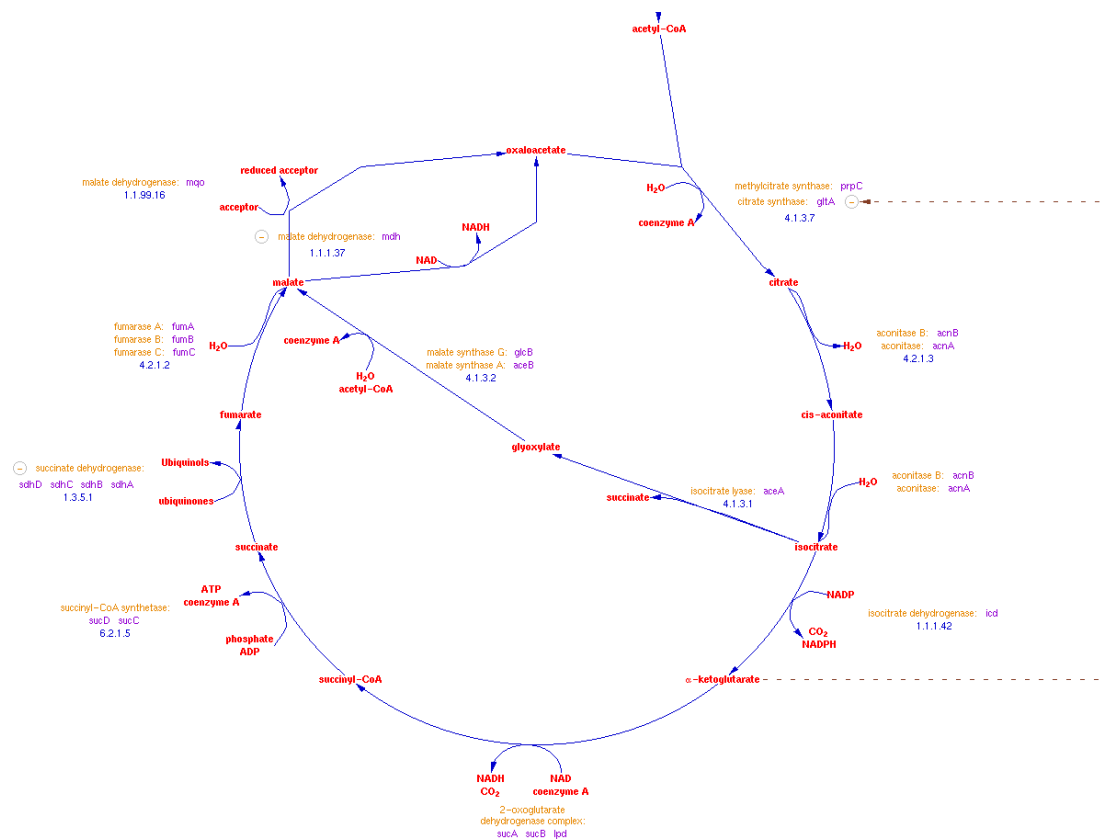 acetyl-CoA
oxaloacetate
reduced acceptor
malate dehydrogenase: mqo
1.1.99.16
acceptor
H2O
methylcitrate synthase: prpC
citrate synthase: gltA −
4.1.3.7
coenzyme A
NADH
− malate dehydrogenase: mdh
1.1.1.37
NAD
malate
citrate
fumarase A: fumA
fumarase B: fumB
fumarase C: fumC
4.2.1.2
H2O
coenzyme A
H2O
acetyl-CoA
malate synthase G: glcB
malate synthase A: aceB
4.1.3.2
H2O
aconitase B: acnB
aconitase: acnA
4.2.1.3
fumarate
cis-aconitate
glyoxylate
Ubiquinols
− succinate dehydrogenase:
sdhD sdhC sdhB sdhA
1.3.5.1
ubiquinones
succinate
isocitrate lyase: aceA
4.1.3.1
H2O
aconitase B: acnB
aconitase: acnA
succinate
isocitrate
ATP
coenzyme A
succinyl-CoA synthetase:
sucD sucC
6.2.1.5
phosphate
ADP
NADP
isocitrate dehydrogenase: icd
1.1.1.42
CO2
NADPH
succinyl-CoA
α-ketoglutarate
NADH
CO2
NAD
coenzyme A
2-oxoglutarate
dehydrogenase complex:
sucA sucB lpd